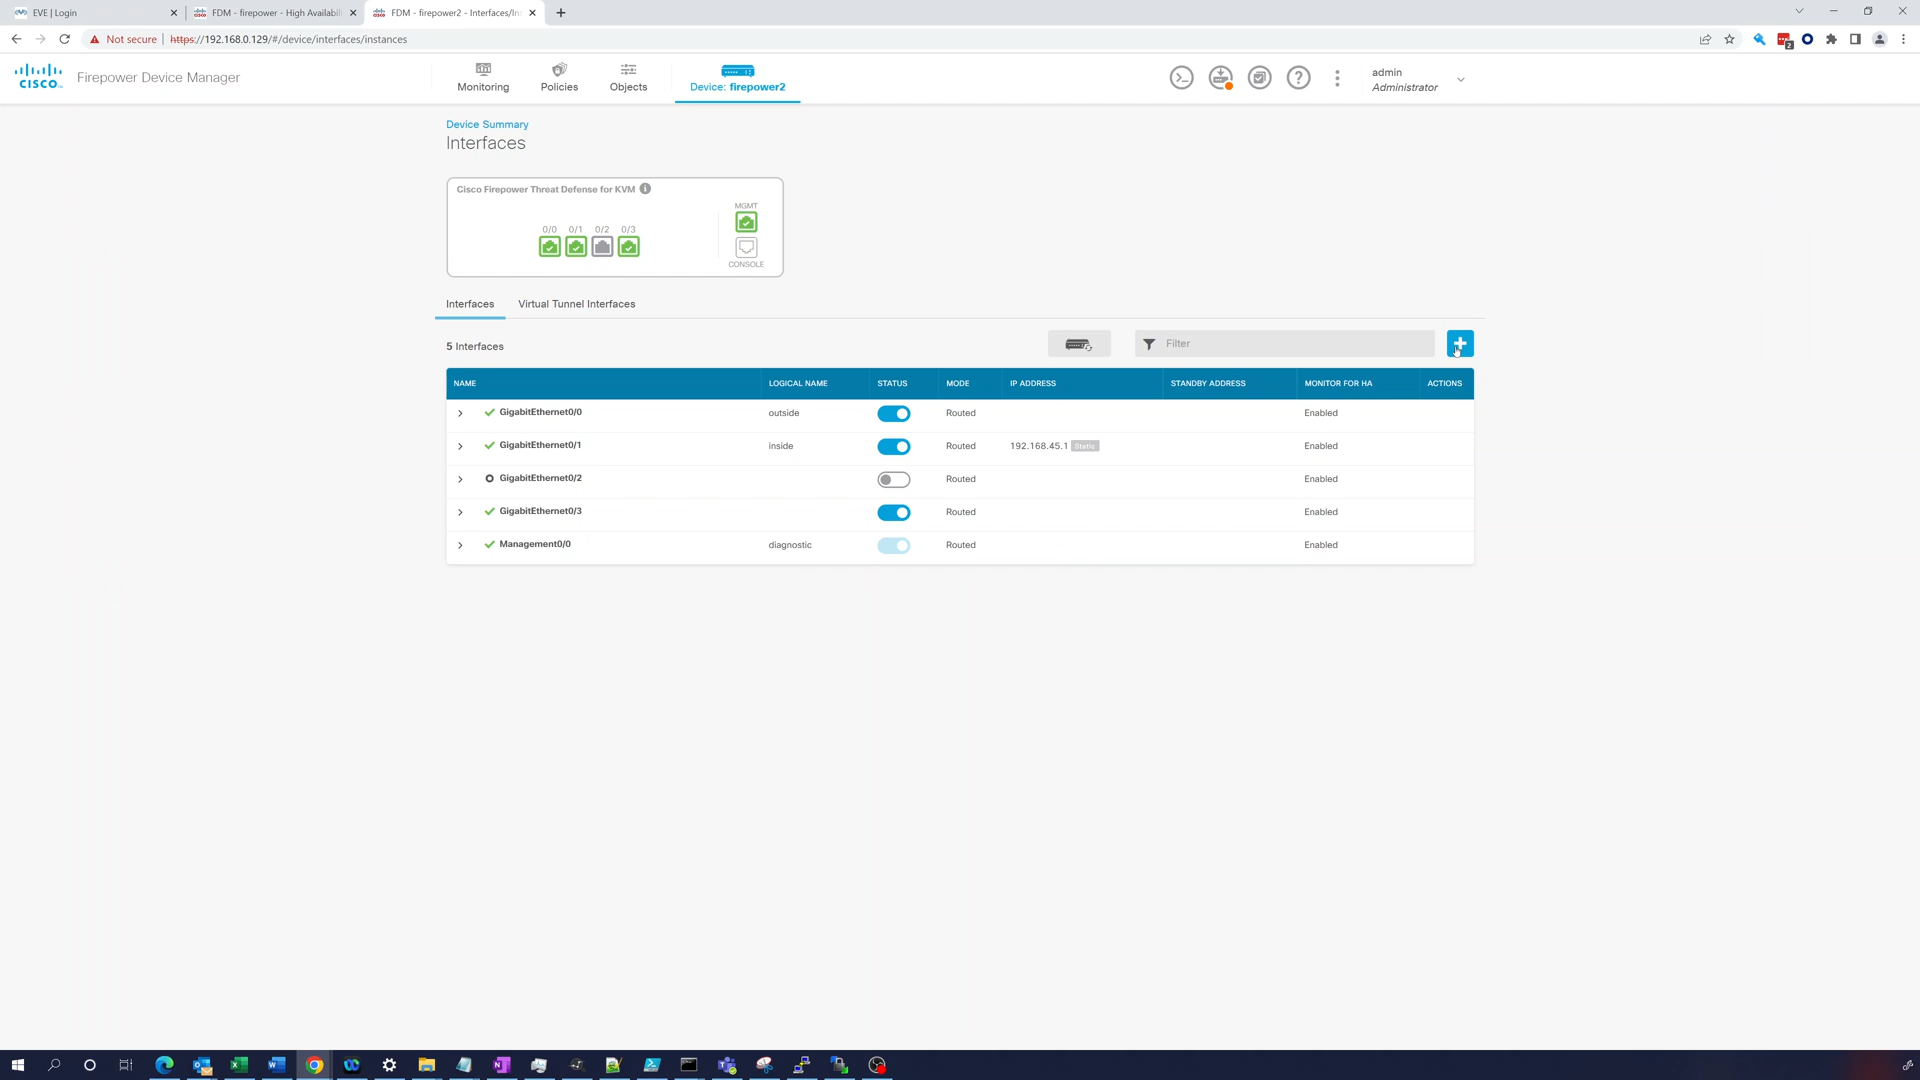 EVE | Login
FDM - firepower - High Availabil
FDM - firepower2 - Interfaces/In
Not secure
https://192.168.0.129/#/device/interfaces/instances
2
CISCO
Firepower Device Manager
Monitoring
Policies
Objects
Device: firepower2
admin
Administrator
Device Summary
Interfaces
Cisco Firepower Threat Defense for KVM
MGMT
0/0 0/1 0/2 0/3
CONSOLE
Interfaces
Virtual Tunnel Interfaces
5 Interfaces
Filter
NAME LOGICAL NAME STATUS MODE IP ADDRESS STANDBY ADDRESS MONITOR FOR HA ACTIONS
GigabitEthernet0/0 outside Routed Enabled
GigabitEthernet0/1 inside Routed 192.168.45.1 Static Enabled
GigabitEthernet0/2 Routed Enabled
GigabitEthernet0/3 Routed Enabled
Management0/0 diagnostic Routed Enabled